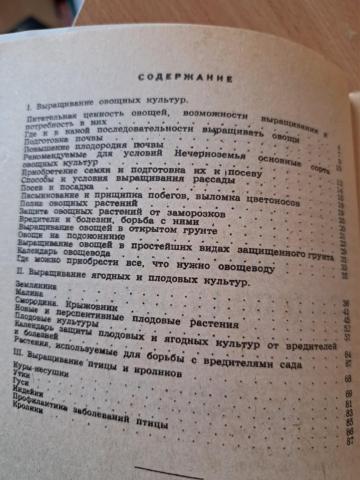 СОДЕРЖАНИЕ
I. Выращивание овощных культур.
Питательная ценность овощей, возможности выращивания и
потребность в них
Где и в какой последовательности выращивать овощи
Подготовка почвы
Повышение плодородия почвы
Рекомендуемые для условий Нечерноземья основные сорта
овощных культур
Приобретение семян и подготовка их к посеву
Способы и условия выращивания рассады
Посев и посадка
Пасынкование и прищипка побегов, выломка цветоносов
Полив овощных растений
Защита овощных растений от заморозков
Вредители и болезни, борьба с ними
Выращивание овощей в открытом грунте
Овощи на подоконнике
Выращивание овощей в простейших видах защищенного грунта
Календарь овощевода
Где можно приобрести все, что нужно овощеводу
II. Выращивание ягодных и плодовых культур.
Земляника
Малина
Смородина. Крыжовник
Новые и перспективные плодовые растения
Плодовые культуры
Календарь защиты плодовых и ягодных культур от вредителей
и болезней
Растения, используемые для борьбы с вредителями сада
III. Выращивание птицы и кроликов
Куры-несушки
Утки
Гуси
Индейки
Профилактика заболеваний птицы
Кролики